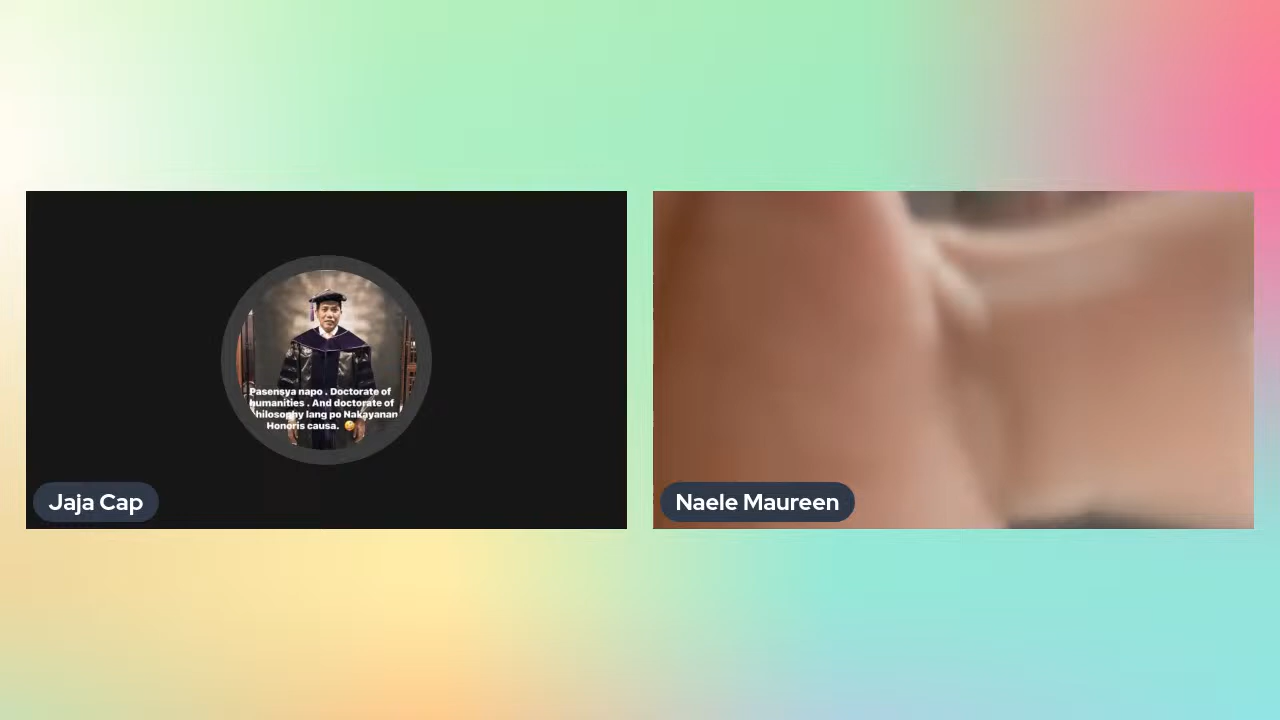 Pasensya napo . Doctorate of
humanities . And doctorate of
hilosophy lang po Nakayanan
Honoris causa. 😊
Jaja Cap
Naele Maureen